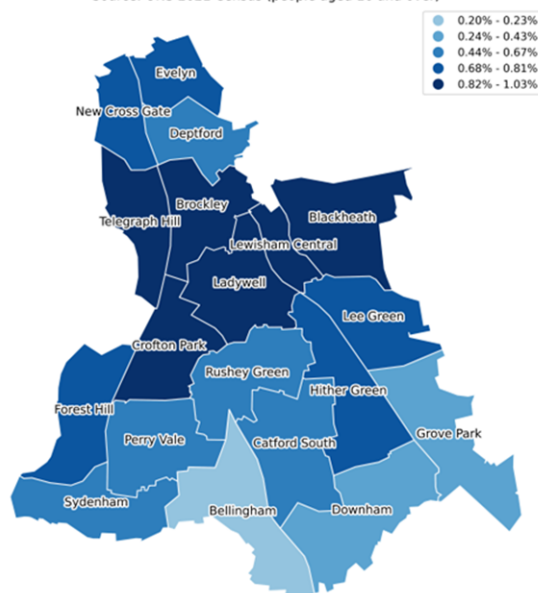 0.20% - 0.23%
0.24% - 0.43%
0.44% - 0.67%
0.68% - 0.81%
0.82% - 1.03%
Evelyn
New Cross Gate
Deptford
Brockley
Telegraph Hill
Blackheath
Lewisham Central
Ladywell
Lee Green
Crofton Park
Rushey Green
Hither Green
Forest Hill
Grove Park
Perry Vale
Catford South
Sydenham
Bellingham
Downham